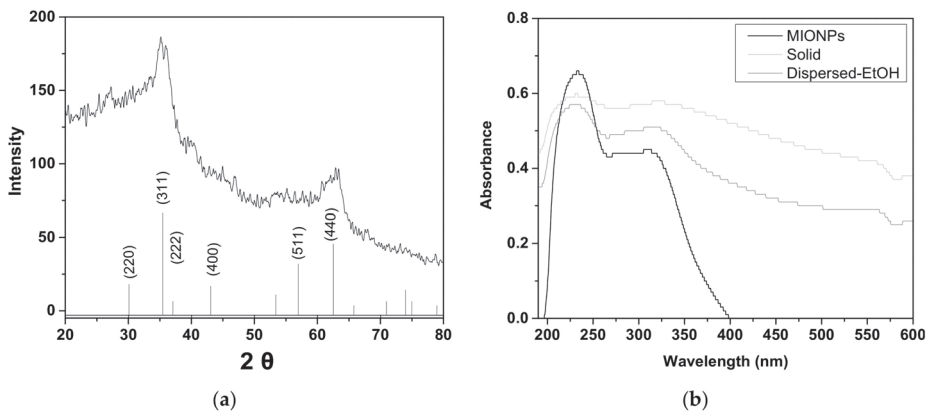 200
150
100
50
0
Intensity
(220)
(311)
(222)
(400)
(511)
(440)
20 30 40 50 60 70 80
2 θ
(a)
0.8
0.6
0.4
0.2
0.0
Absorbance
MIONPs
Solid
Dispersed-EtOH
200 250 300 350 400 450 500 550 600
Wavelength (nm)
(b)